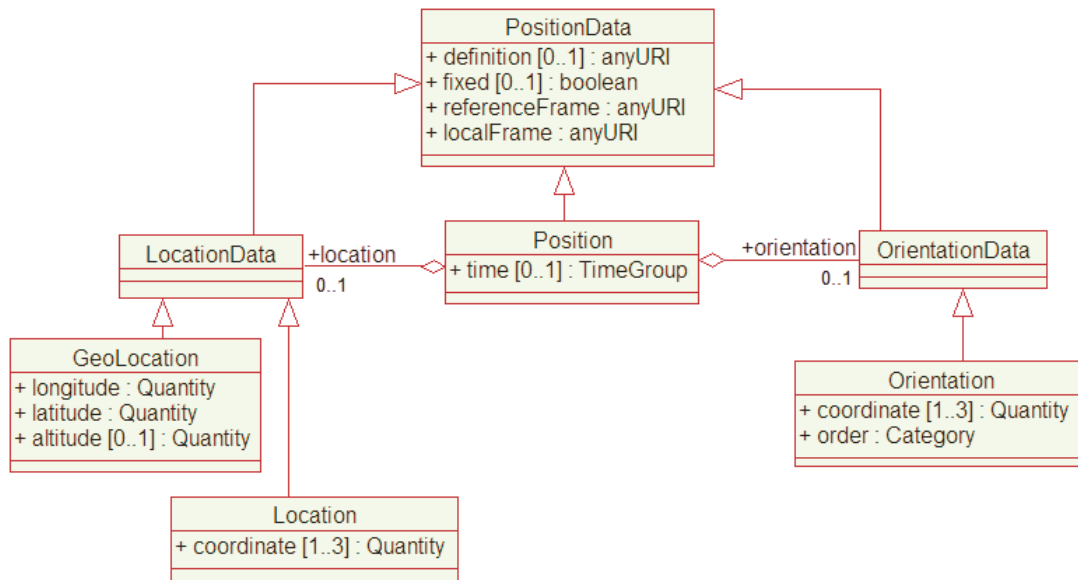 PositionData
+ definition [0..1] : anyURI
+ fixed [0..1] : boolean
+ referenceFrame : anyURI
+ localFrame : anyURI
LocationData
+location
0..1
Position
+ time [0..1] : TimeGroup
+orientation
0..1
OrientationData
GeoLocation
+ longitude : Quantity
+ latitude : Quantity
+ altitude [0..1] : Quantity
Orientation
+ coordinate [1..3] : Quantity
+ order : Category
Location
+ coordinate [1..3] : Quantity